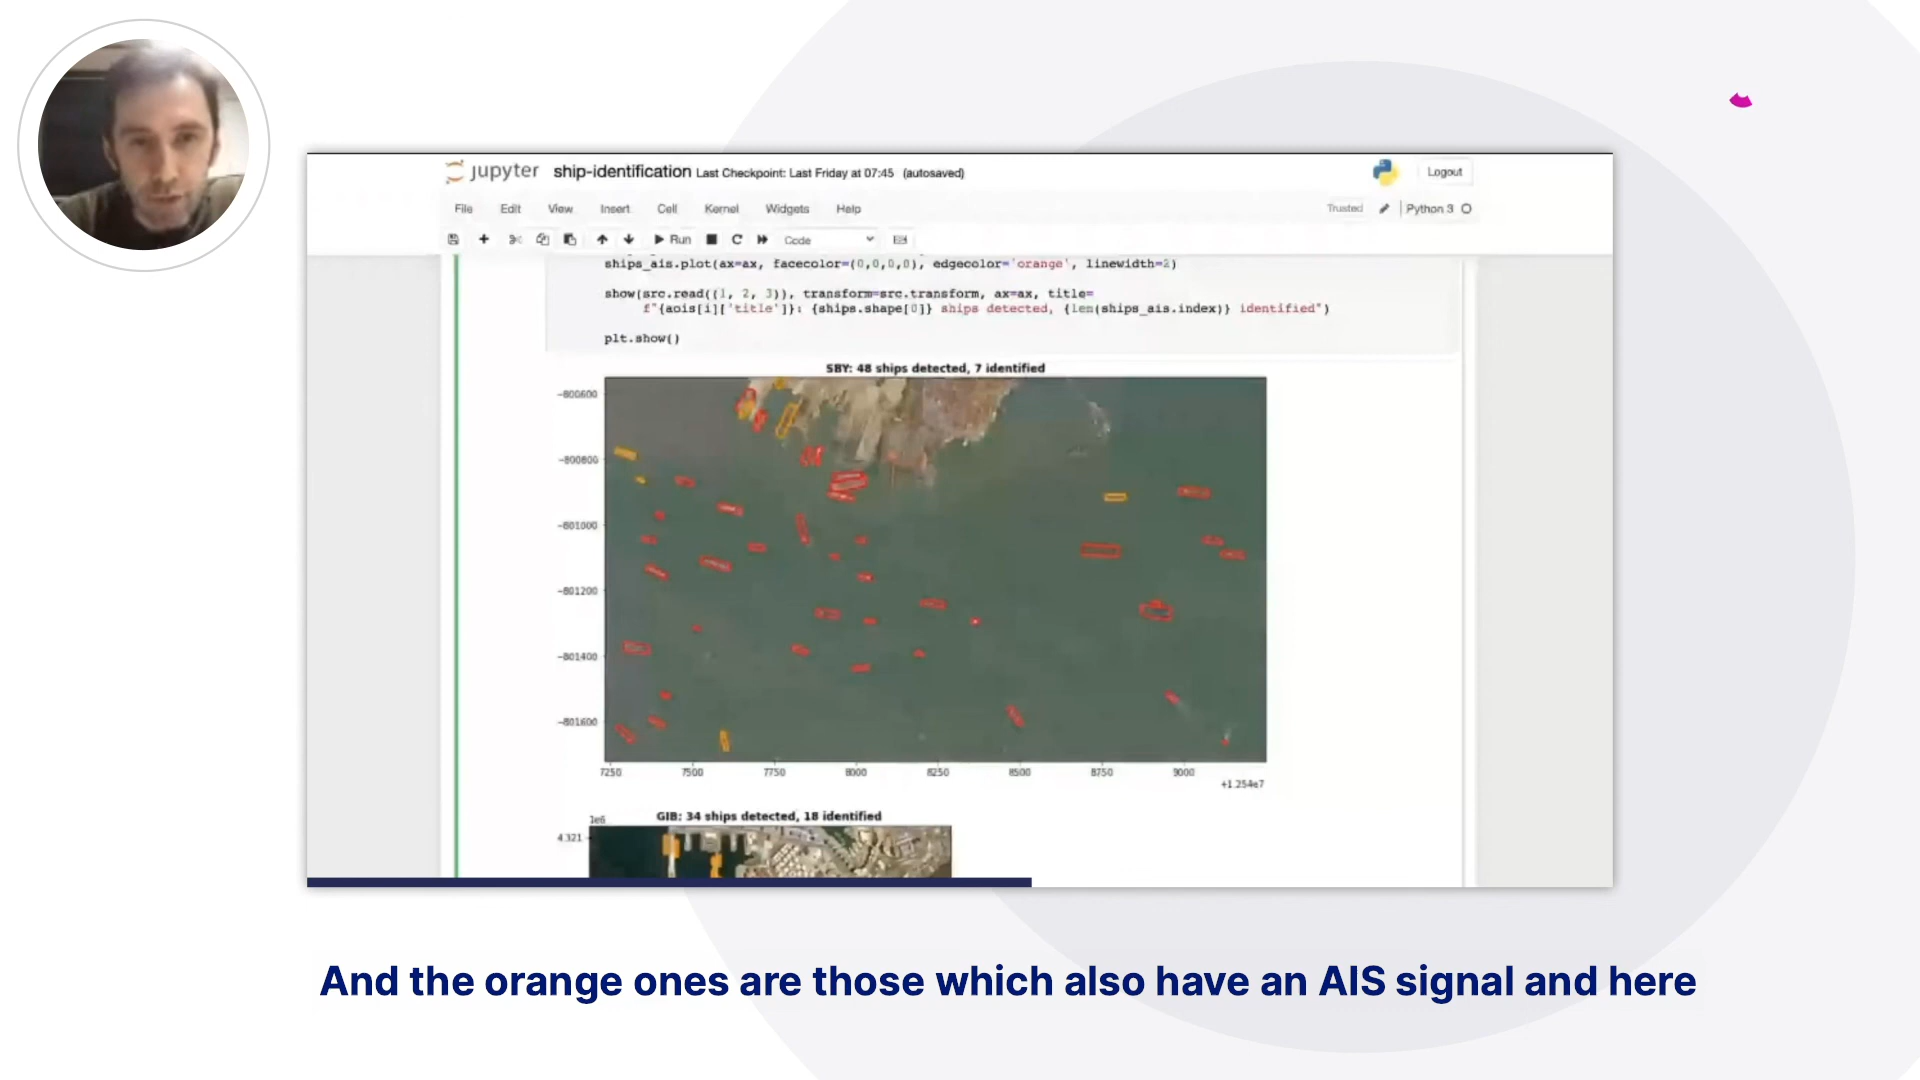 jupyter ship-identification Last Checkpoint: Last Friday at 07:45 (autosaved)
Logout
File Edit View Insert Cell Kernel Widgets Help
Trusted
Python 3
Run
Code
ships_ais.plot(ax=ax, facecolor=(0,0,0,0), edgecolor='orange', linewidth=2)
show(src.read((1, 2, 3)), transform=src.transform, ax=ax, title=
f"{aois[i]['title']}: {ships.shape[0]} ships detected, {len(ships_ais.index)} identified")
plt.show()
SBY: 48 ships detected, 7 identified
-800600
-800800
-801000
-801200
-801400
-801600
7250 7500 7750 8000 8250 8500 8750 9000
+1.254e7
GIB: 34 ships detected, 18 identified
1e6
4.321
And the orange ones are those which also have an AIS signal and here